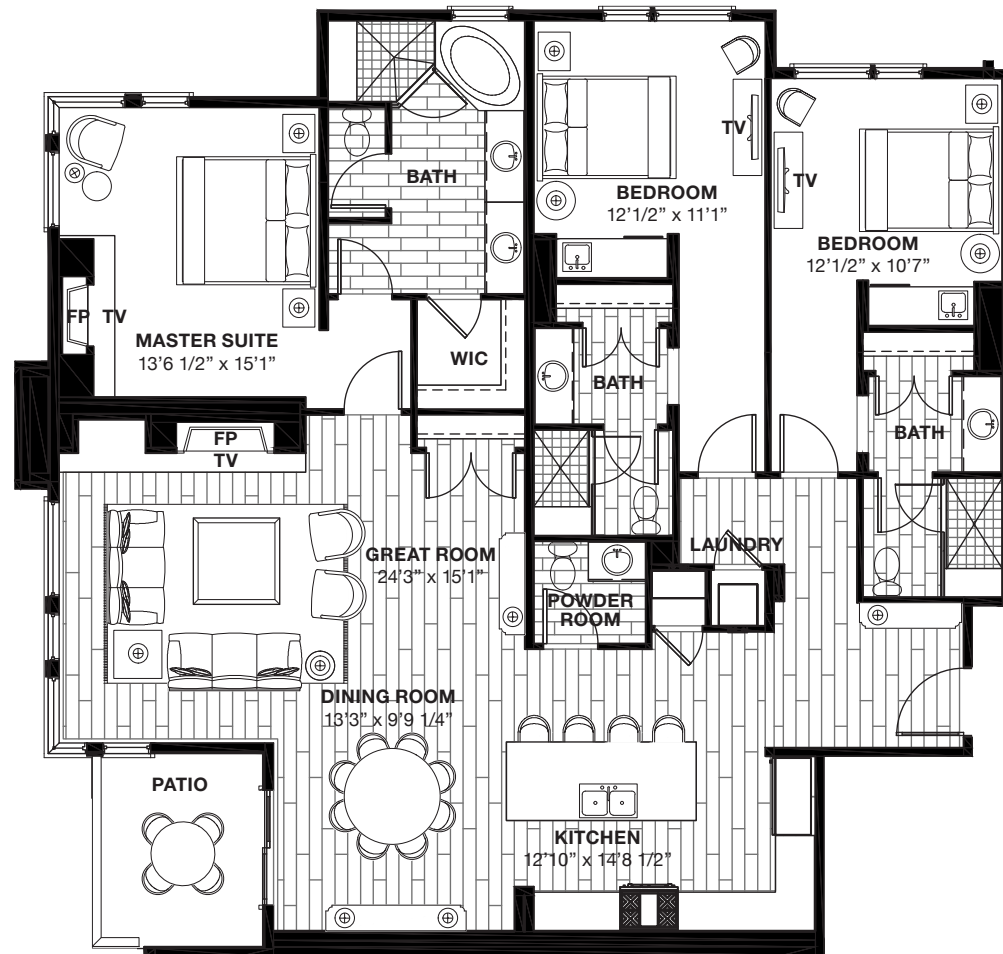 BATH
TV
TV
BEDROOM
12'1/2" x 11'1"
BEDROOM
12'1/2" x 10'7"
FP TV
MASTER SUITE
13'6 1/2" x 15'1"
WIC
BATH
BATH
FP
TV
GREAT ROOM
24'3" x 15'1"
LAUNDRY
POWDER
ROOM
DINING ROOM
13'3" x 9'9 1/4"
PATIO
KITCHEN
12'10" x 14'8 1/2"